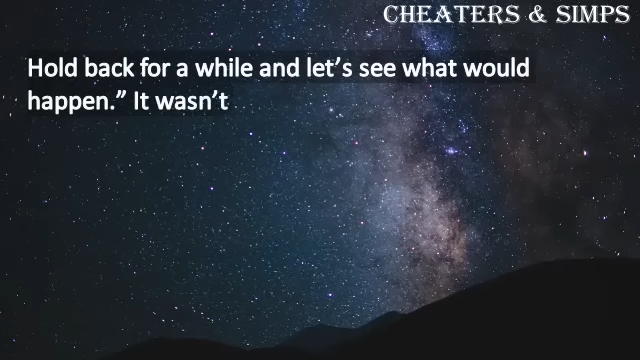 CHEATERS & SIMPS
Hold back for a while and let’s see what would
happen.” It wasn’t